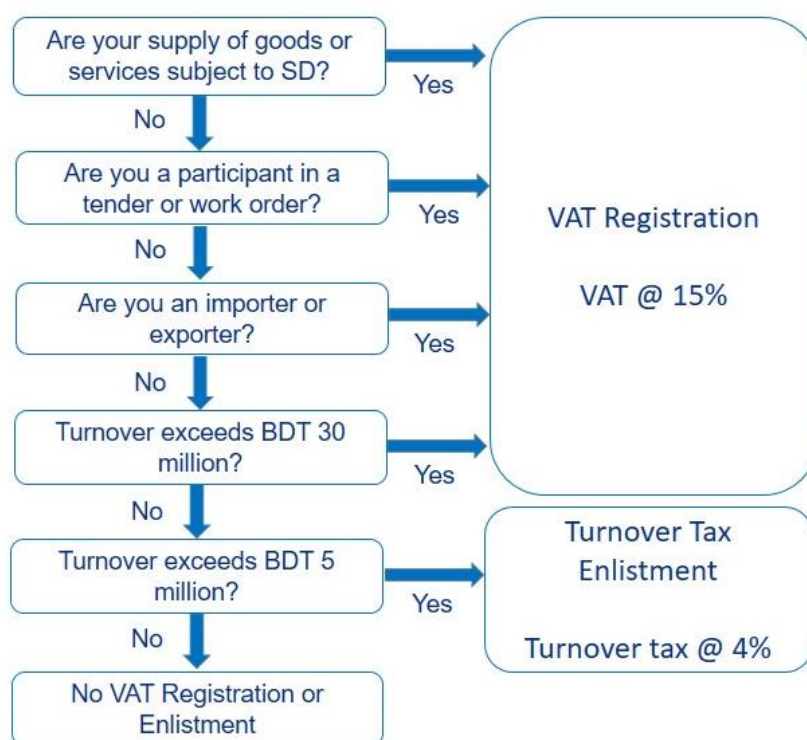 Are your supply of goods or
services subject to SD?
Yes
No
Are you a participant in a
tender or work order?
Yes
No
Are you an importer or
exporter?
Yes
No
Turnover exceeds BDT 30
million?
Yes
No
Turnover exceeds BDT 5
million?
Yes
No
No VAT Registration or
Enlistment
VAT Registration
VAT @ 15%
Turnover Tax
Enlistment
Turnover tax @ 4%